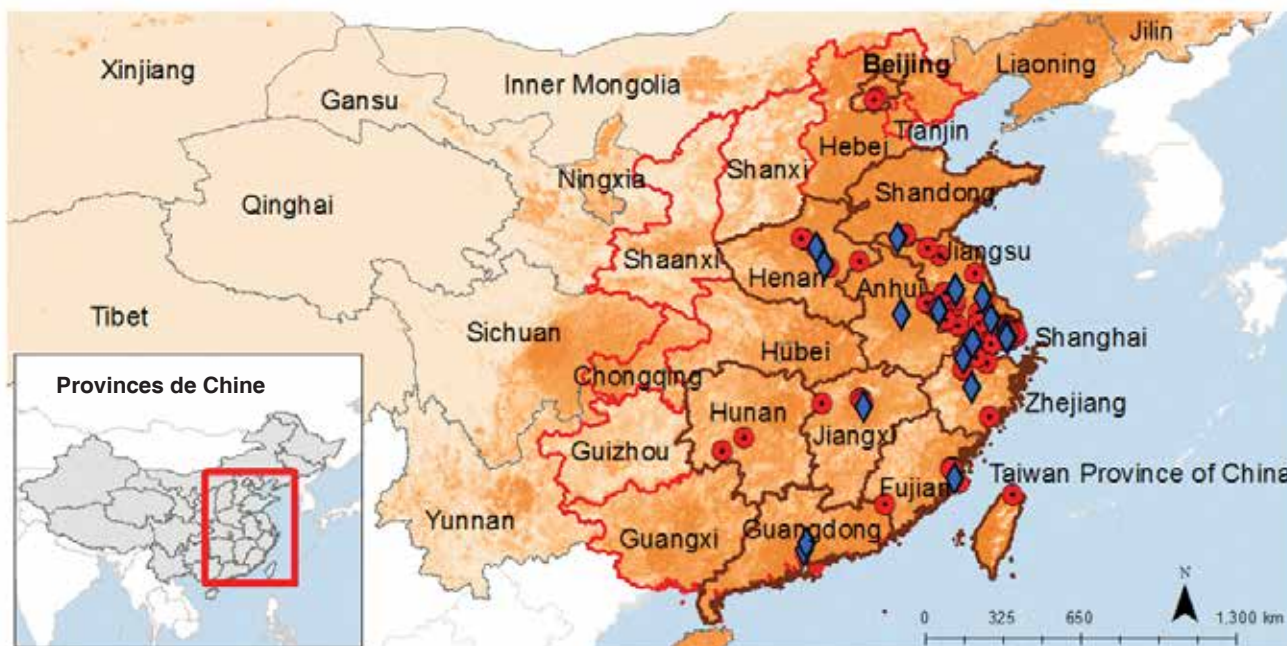 Jilin
Xinjiang
Beijing
Liaoning
Inner Mongolia
Gansu
Tianjin
Hebei
Shanxi
Ningxia
Shandong
Qinghai
Jiangsu
Shaanxi
Henan
Anhui
Tibet
Sichuan
Shanghai
Hubei
Chongqing
Provinces de Chine
Zhejiang
Hunan
Jiangxi
Guizhou
Taiwan Province of China
Fujian
Yunnan
Guangdong
Guangxi
N
0 325 650 1,300 km